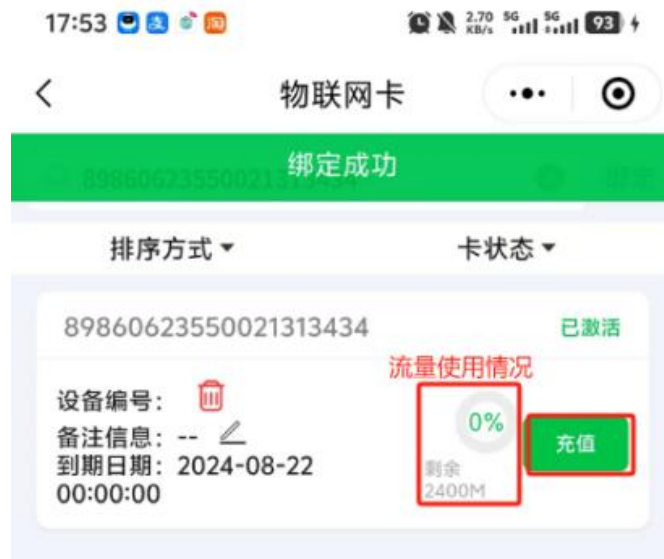 17:53 2.70 KB/s 5G 5G 93
物联网卡
绑定成功
排序方式 卡状态
89860623550021313434 已激活
流量使用情况
设备编号:
备注信息: --
到期日期: 2024-08-22
00:00:00
0%
剩余
2400M
充值